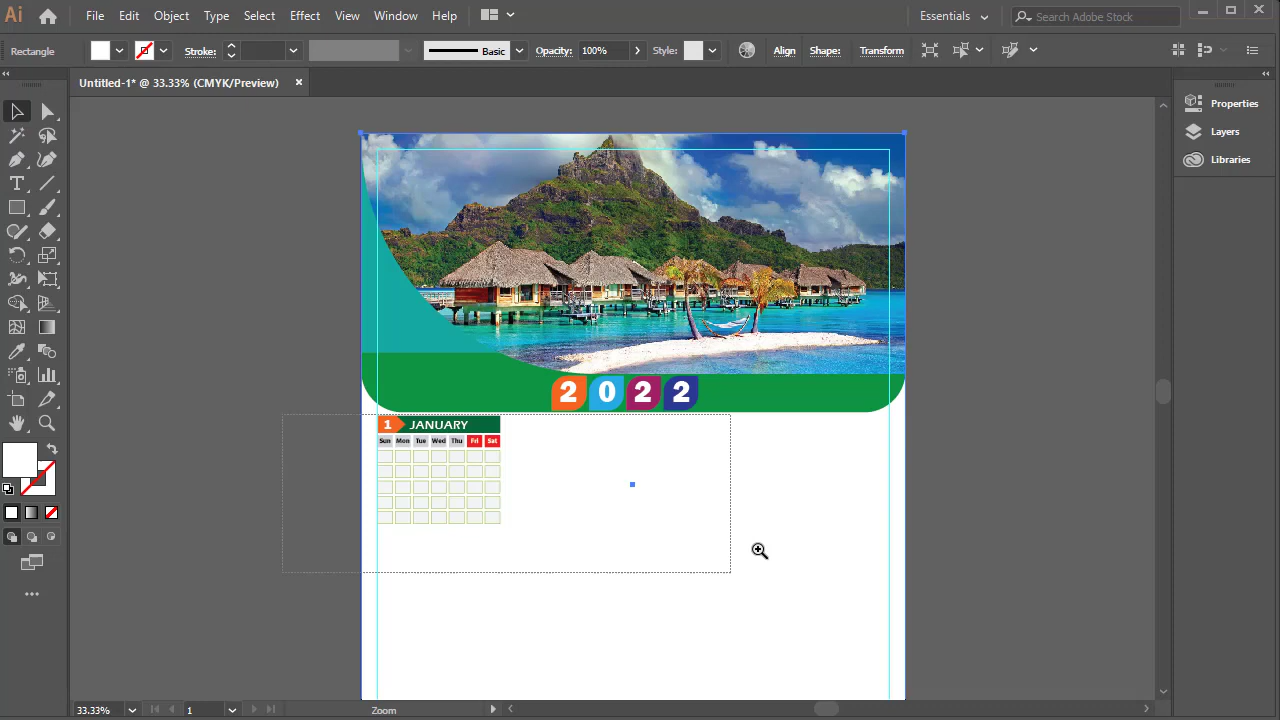 Ai File Edit Object Type Select Effect View Window Help Essentials Search Adobe Stock
Rectangle Stroke: Basic Opacity: 100% Style: Align Shape: Transform
Untitled-1* @ 33.33% (CMYK/Preview) ×
Properties
Layers
Libraries
2 0 2 2
1 JANUARY
Sun Mon Tue Wed Thu Fri Sat
33.33% 1 Zoom